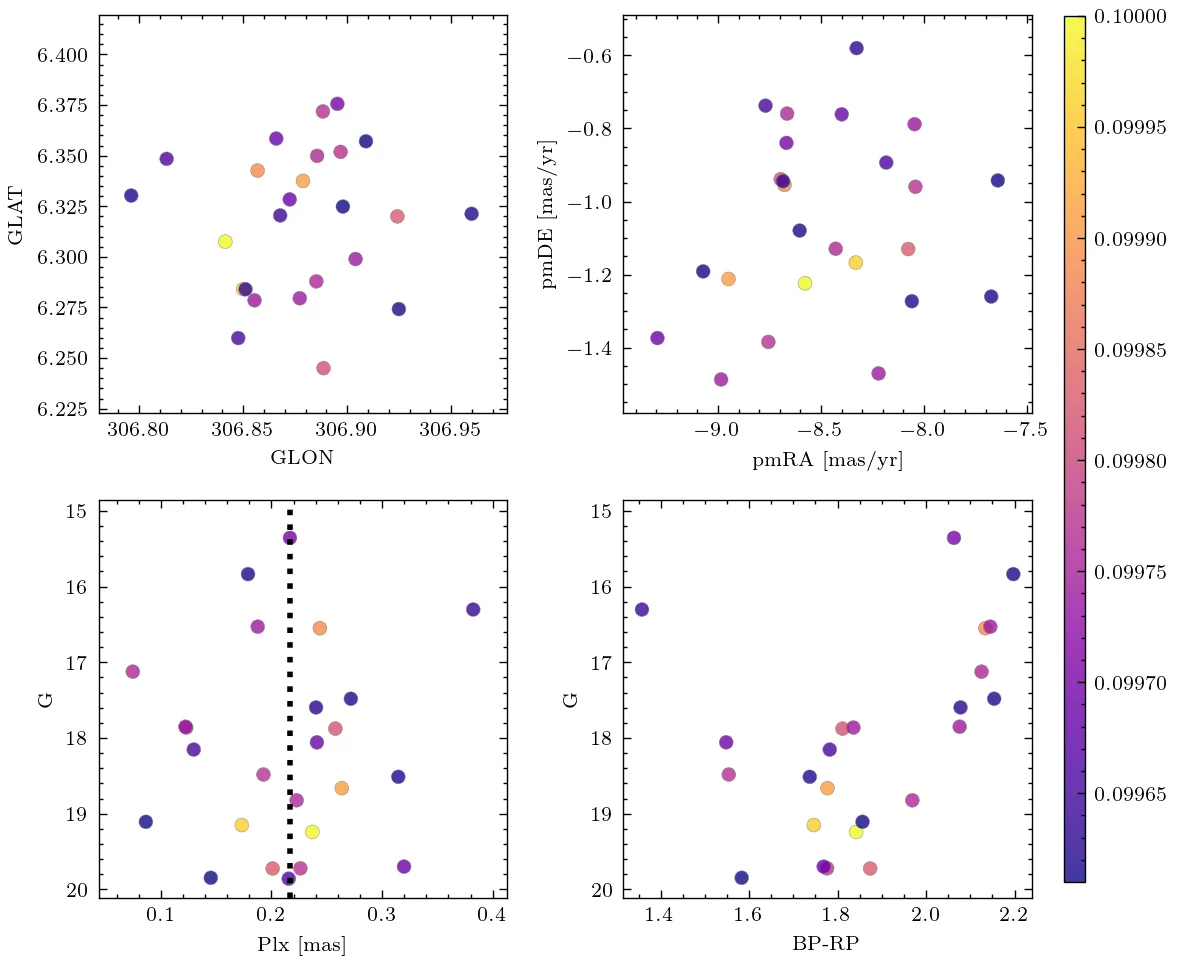 6.400
6.375
6.350
6.325
6.300
6.275
6.250
6.225
GLAT
306.80 306.85 306.90 306.95
GLON
−0.6
−0.8
−1.0
−1.2
−1.4
pmDE [mas/yr]
−9.0 −8.5 −8.0 −7.5
pmRA [mas/yr]
15
16
17
18
19
20
G
0.1 0.2 0.3 0.4
Plx [mas]
15
16
17
18
19
20
G
1.4 1.6 1.8 2.0 2.2
BP-RP
0.10000
0.09995
0.09990
0.09985
0.09980
0.09975
0.09970
0.09965